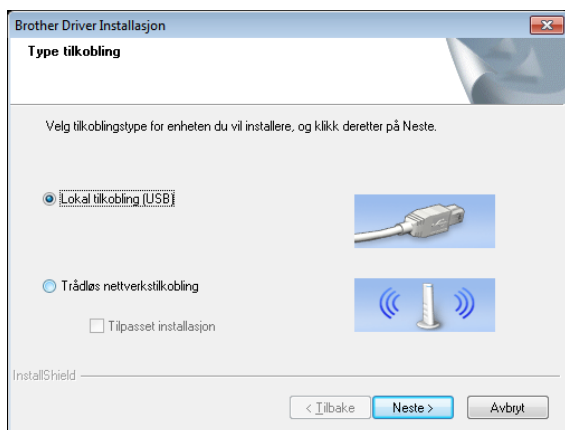 Brother Driver Installasjon
Type tilkobling
Velg tilkoblingstype for enheten du vil installere, og klikk deretter på Neste.
Lokal tilkobling (USB)
Trådløs nettverkstilkobling
Tilpasset installasjon
InstallShield
< Tilbake Neste > Avbryt